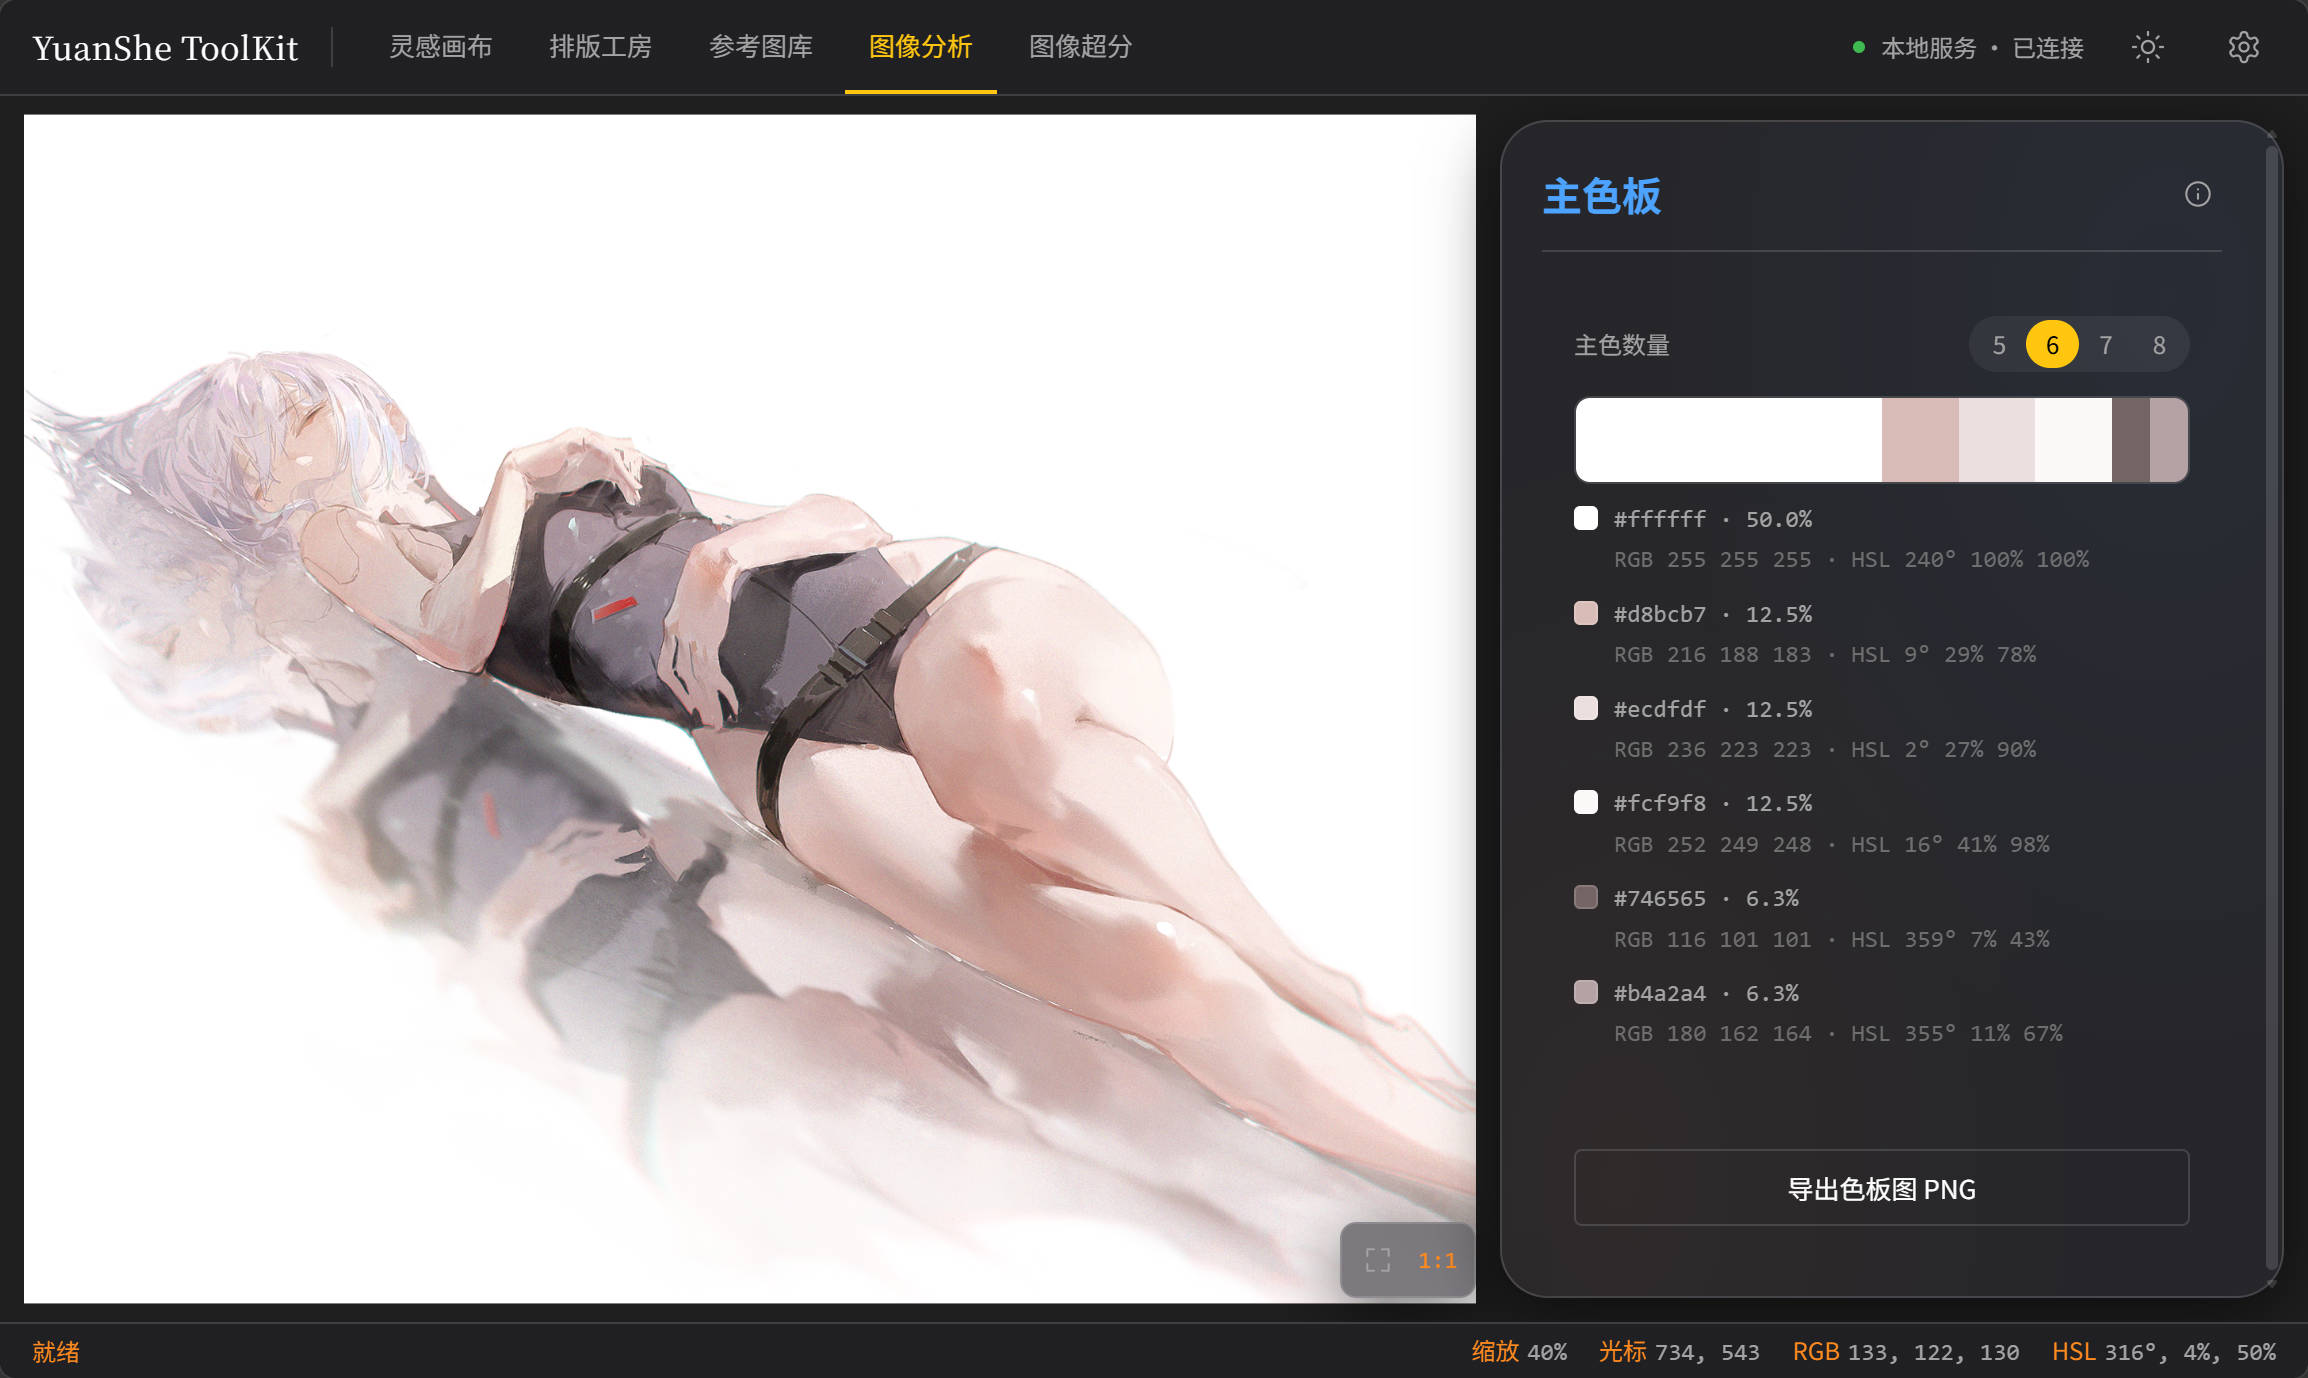 YuanShe ToolKit 灵感画布 排版工房 参考图库 图像分析 图像超分 本地服务 • 已连接
主色板
主色数量 5 6 7 8
#ffffff · 50.0%
RGB 255 255 255 · HSL 240° 100% 100%
#d8bcb7 · 12.5%
RGB 216 188 183 · HSL 9° 29% 78%
#ecdfdf · 12.5%
RGB 236 223 223 · HSL 2° 27% 90%
#fcf9f8 · 12.5%
RGB 252 249 248 · HSL 16° 41% 98%
#746565 · 6.3%
RGB 116 101 101 · HSL 359° 7% 43%
#b4a2a4 · 6.3%
RGB 180 162 164 · HSL 355° 11% 67%
导出色板图 PNG
1:1
就绪 缩放 40% 光标 734, 543 RGB 133, 122, 130 HSL 316°, 4%, 50%